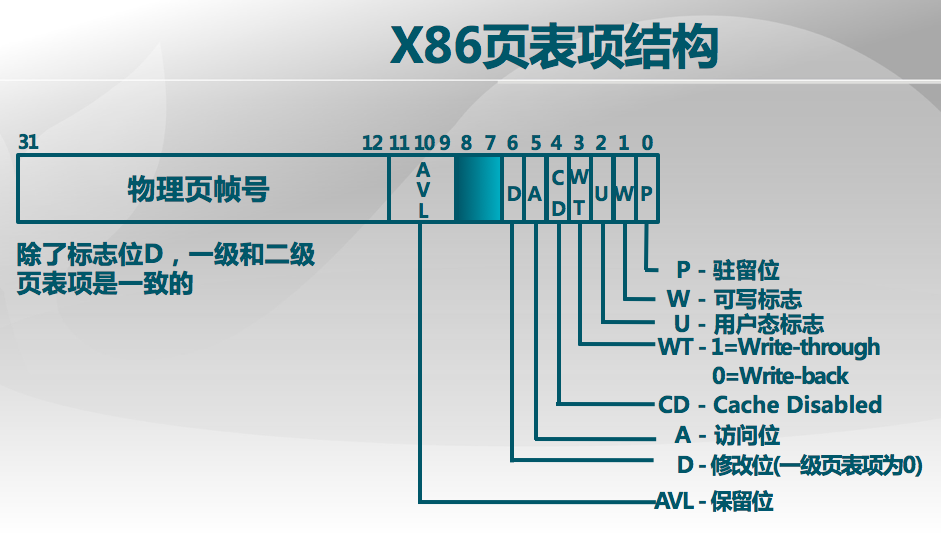 X86页表项结构
31 12 11 10 9 8 7 6 5 4 3 2 1 0
物理页帧号 AVL D A CD WT U W P
除了标志位D，一级和二级
页表项是一致的
P - 驻留位
W - 可写标志
U - 用户态标志
WT - 1=Write-through
0=Write-back
CD - Cache Disabled
A - 访问位
D - 修改位(一级页表项为0)
AVL - 保留位